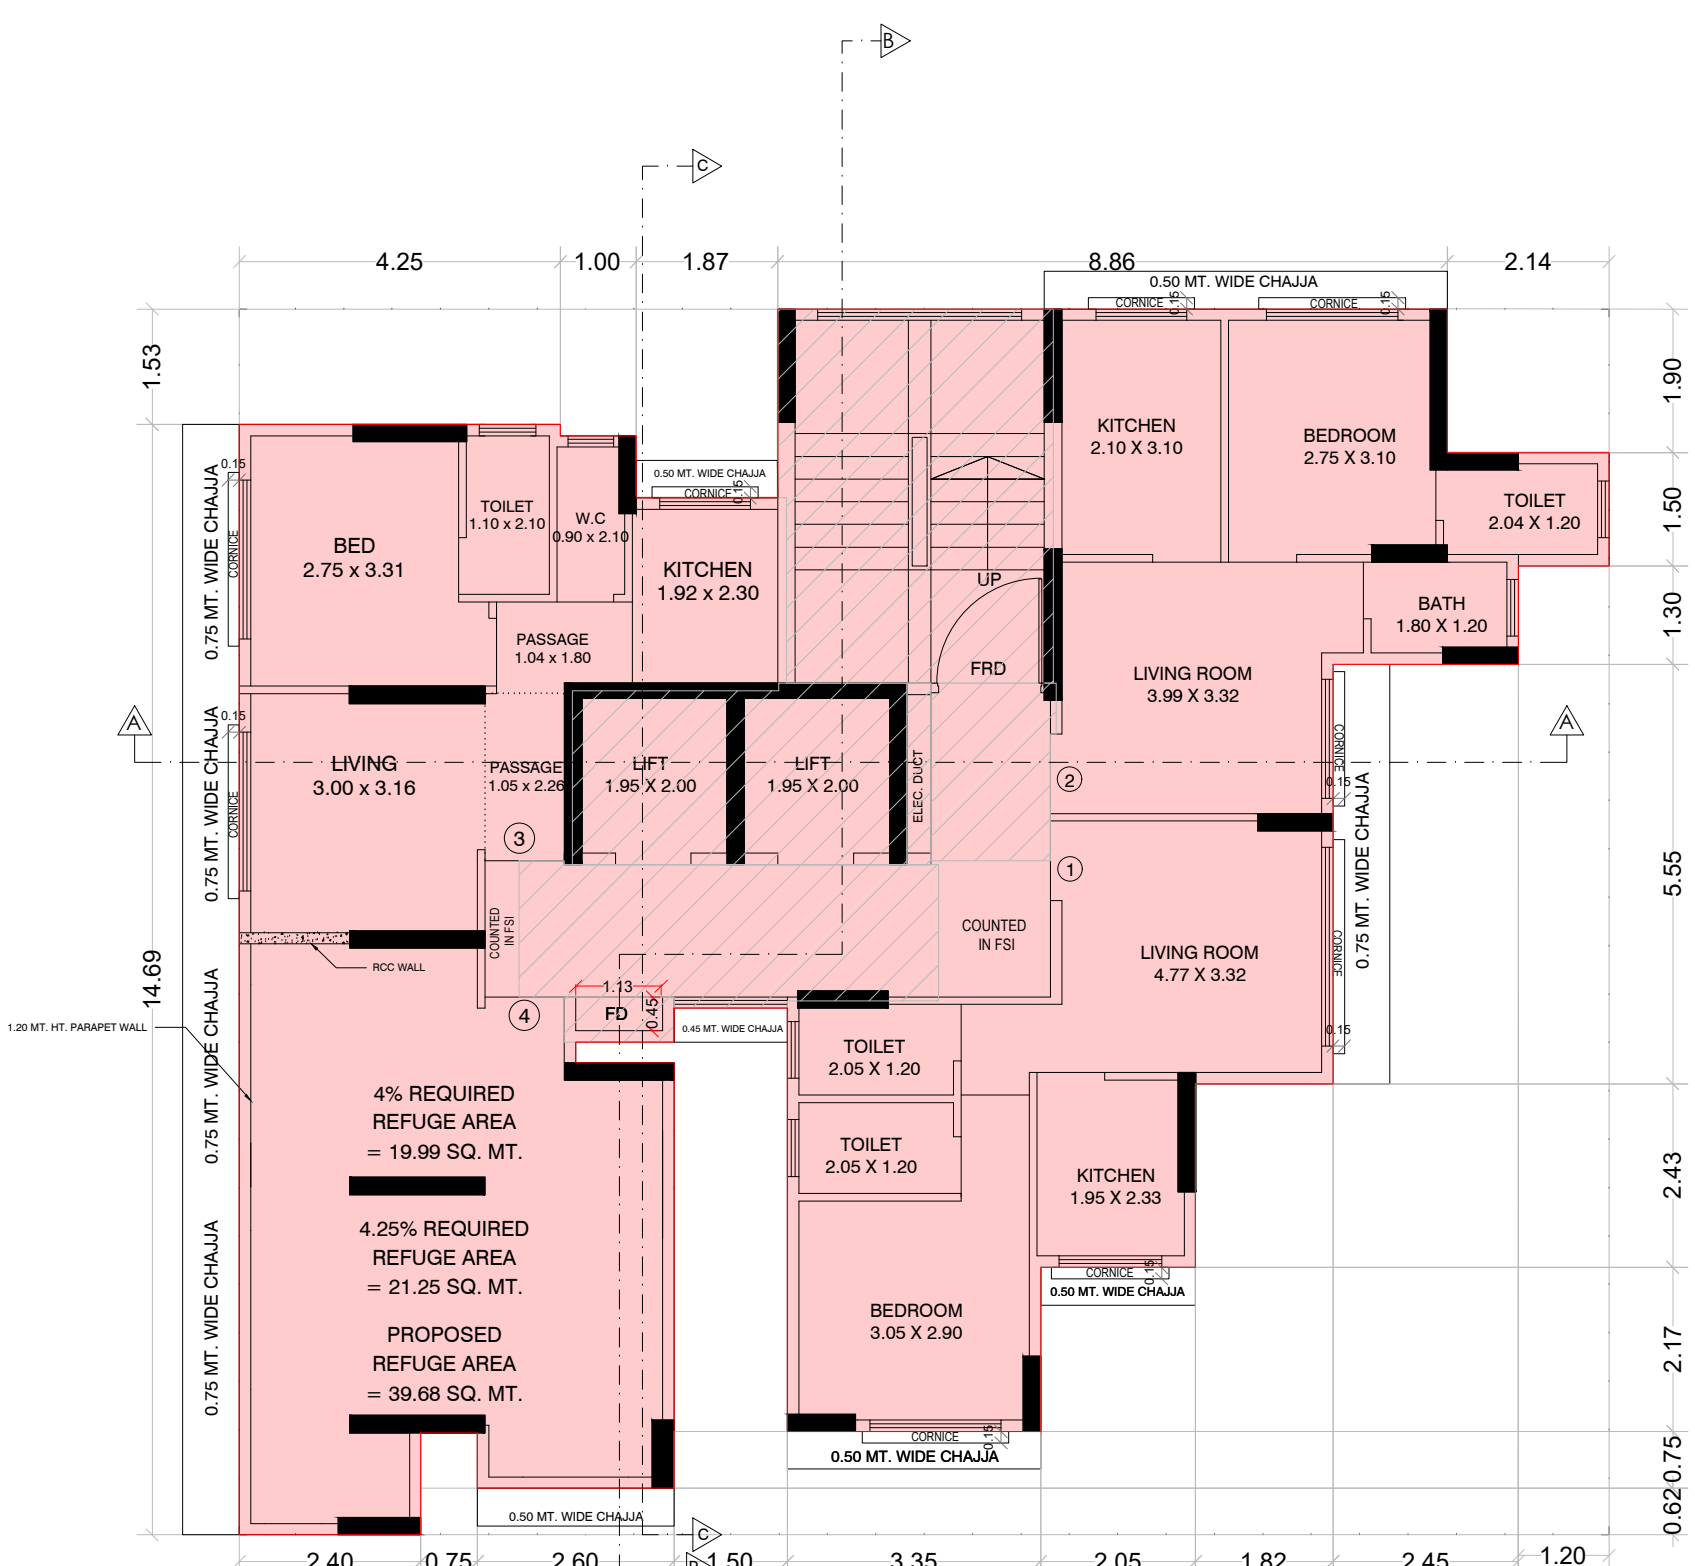 B
C
4.25
1.00
1.87
8.86
2.14
0.50 MT. WIDE CHAJJA
CORNICE
0.15
CORNICE
0.15
1.53
1.90
KITCHEN
2.10 X 3.10
BEDROOM
2.75 X 3.10
0.15
0.75 MT. WIDE CHAJJA
CORNICE
0.50 MT. WIDE CHAJJA
CORNICE
0.15
TOILET
1.10 x 2.10
W.C
0.90 x 2.10
TOILET
2.04 X 1.20
1.50
BED
2.75 x 3.31
KITCHEN
1.92 x 2.30
UP
BATH
1.80 X 1.20
1.30
PASSAGE
1.04 x 1.80
FRD
LIVING ROOM
3.99 X 3.32
A
0.15
0.75 MT. WIDE CHAJJA
CORNICE
LIVING
3.00 x 3.16
PASSAGE
1.05 x 2.26
LIFT
1.95 X 2.00
LIFT
1.95 X 2.00
ELEC. DUCT
2
CORNICE
0.15
A
3
1
0.75 MT. WIDE CHAJJA
5.55
COUNTED
IN FSI
COUNTED
IN FSI
LIVING ROOM
4.77 X 3.32
CORNICE
0.15
RCC WALL
14.69
0.75 MT. WIDE CHAJJA
1.20 MT. HT. PARAPET WALL
4
1.13
FD
0.45
0.45 MT. WIDE CHAJJA
TOILET
2.05 X 1.20
4% REQUIRED
REFUGE AREA
= 19.99 SQ. MT.
TOILET
2.05 X 1.20
KITCHEN
1.95 X 2.33
2.43
0.75 MT. WIDE CHAJJA
4.25% REQUIRED
REFUGE AREA
= 21.25 SQ. MT.
CORNICE
0.15
0.50 MT. WIDE CHAJJA
BEDROOM
3.05 X 2.90
2.17
PROPOSED
REFUGE AREA
= 39.68 SQ. MT.
CORNICE
0.15
0.50 MT. WIDE CHAJJA
0.75
0.62
0.50 MT. WIDE CHAJJA
C
2.40
0.75
2.60
B
1.50
3.35
2.05
1.82
2.45
1.20